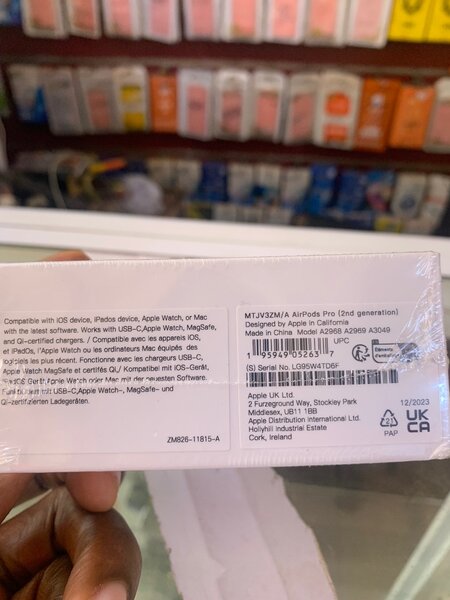 Compatible with iOS device, iPados device, Apple Watch, or Mac
with the latest software. Works with USB-C,Apple Watch, MagSafe,
and Qi-certified chargers. / Compatible avec les appareils iOS,
et iPadOs, l'Apple Watch ou les ordinateurs Mac équipés des
logiciels les plus récent. Fonctionne avec les chargeurs USB-C,
Apple Watch MagSafe et certifés QI,/ Kompatibel mit iOS-Gerät,
iPadOS Gerät,Apple Watch oder Mac mit der neuesten Software.
Funktioniert mit USB-C,Apple Watch-, MagSafe- und
Qi-zertifizierten Ladegeräten.
ZM826-11815-A
MTJV3ZM/A AirPods Pro (2nd generation)
Designed by Apple in California
Made in China Model A2968 A2969 A3049
UPC
1 95949 05263 7
(S) Serial No. LG95W4TD6F
Apple UK Ltd.
2 Furzeground Way, Stockley Park
Middlesex, UB11 1BB
Apple Distribution International Ltd.
Hollyhill Industrial Estate
Cork, Ireland
12/2023
21
PAP
UK
CA